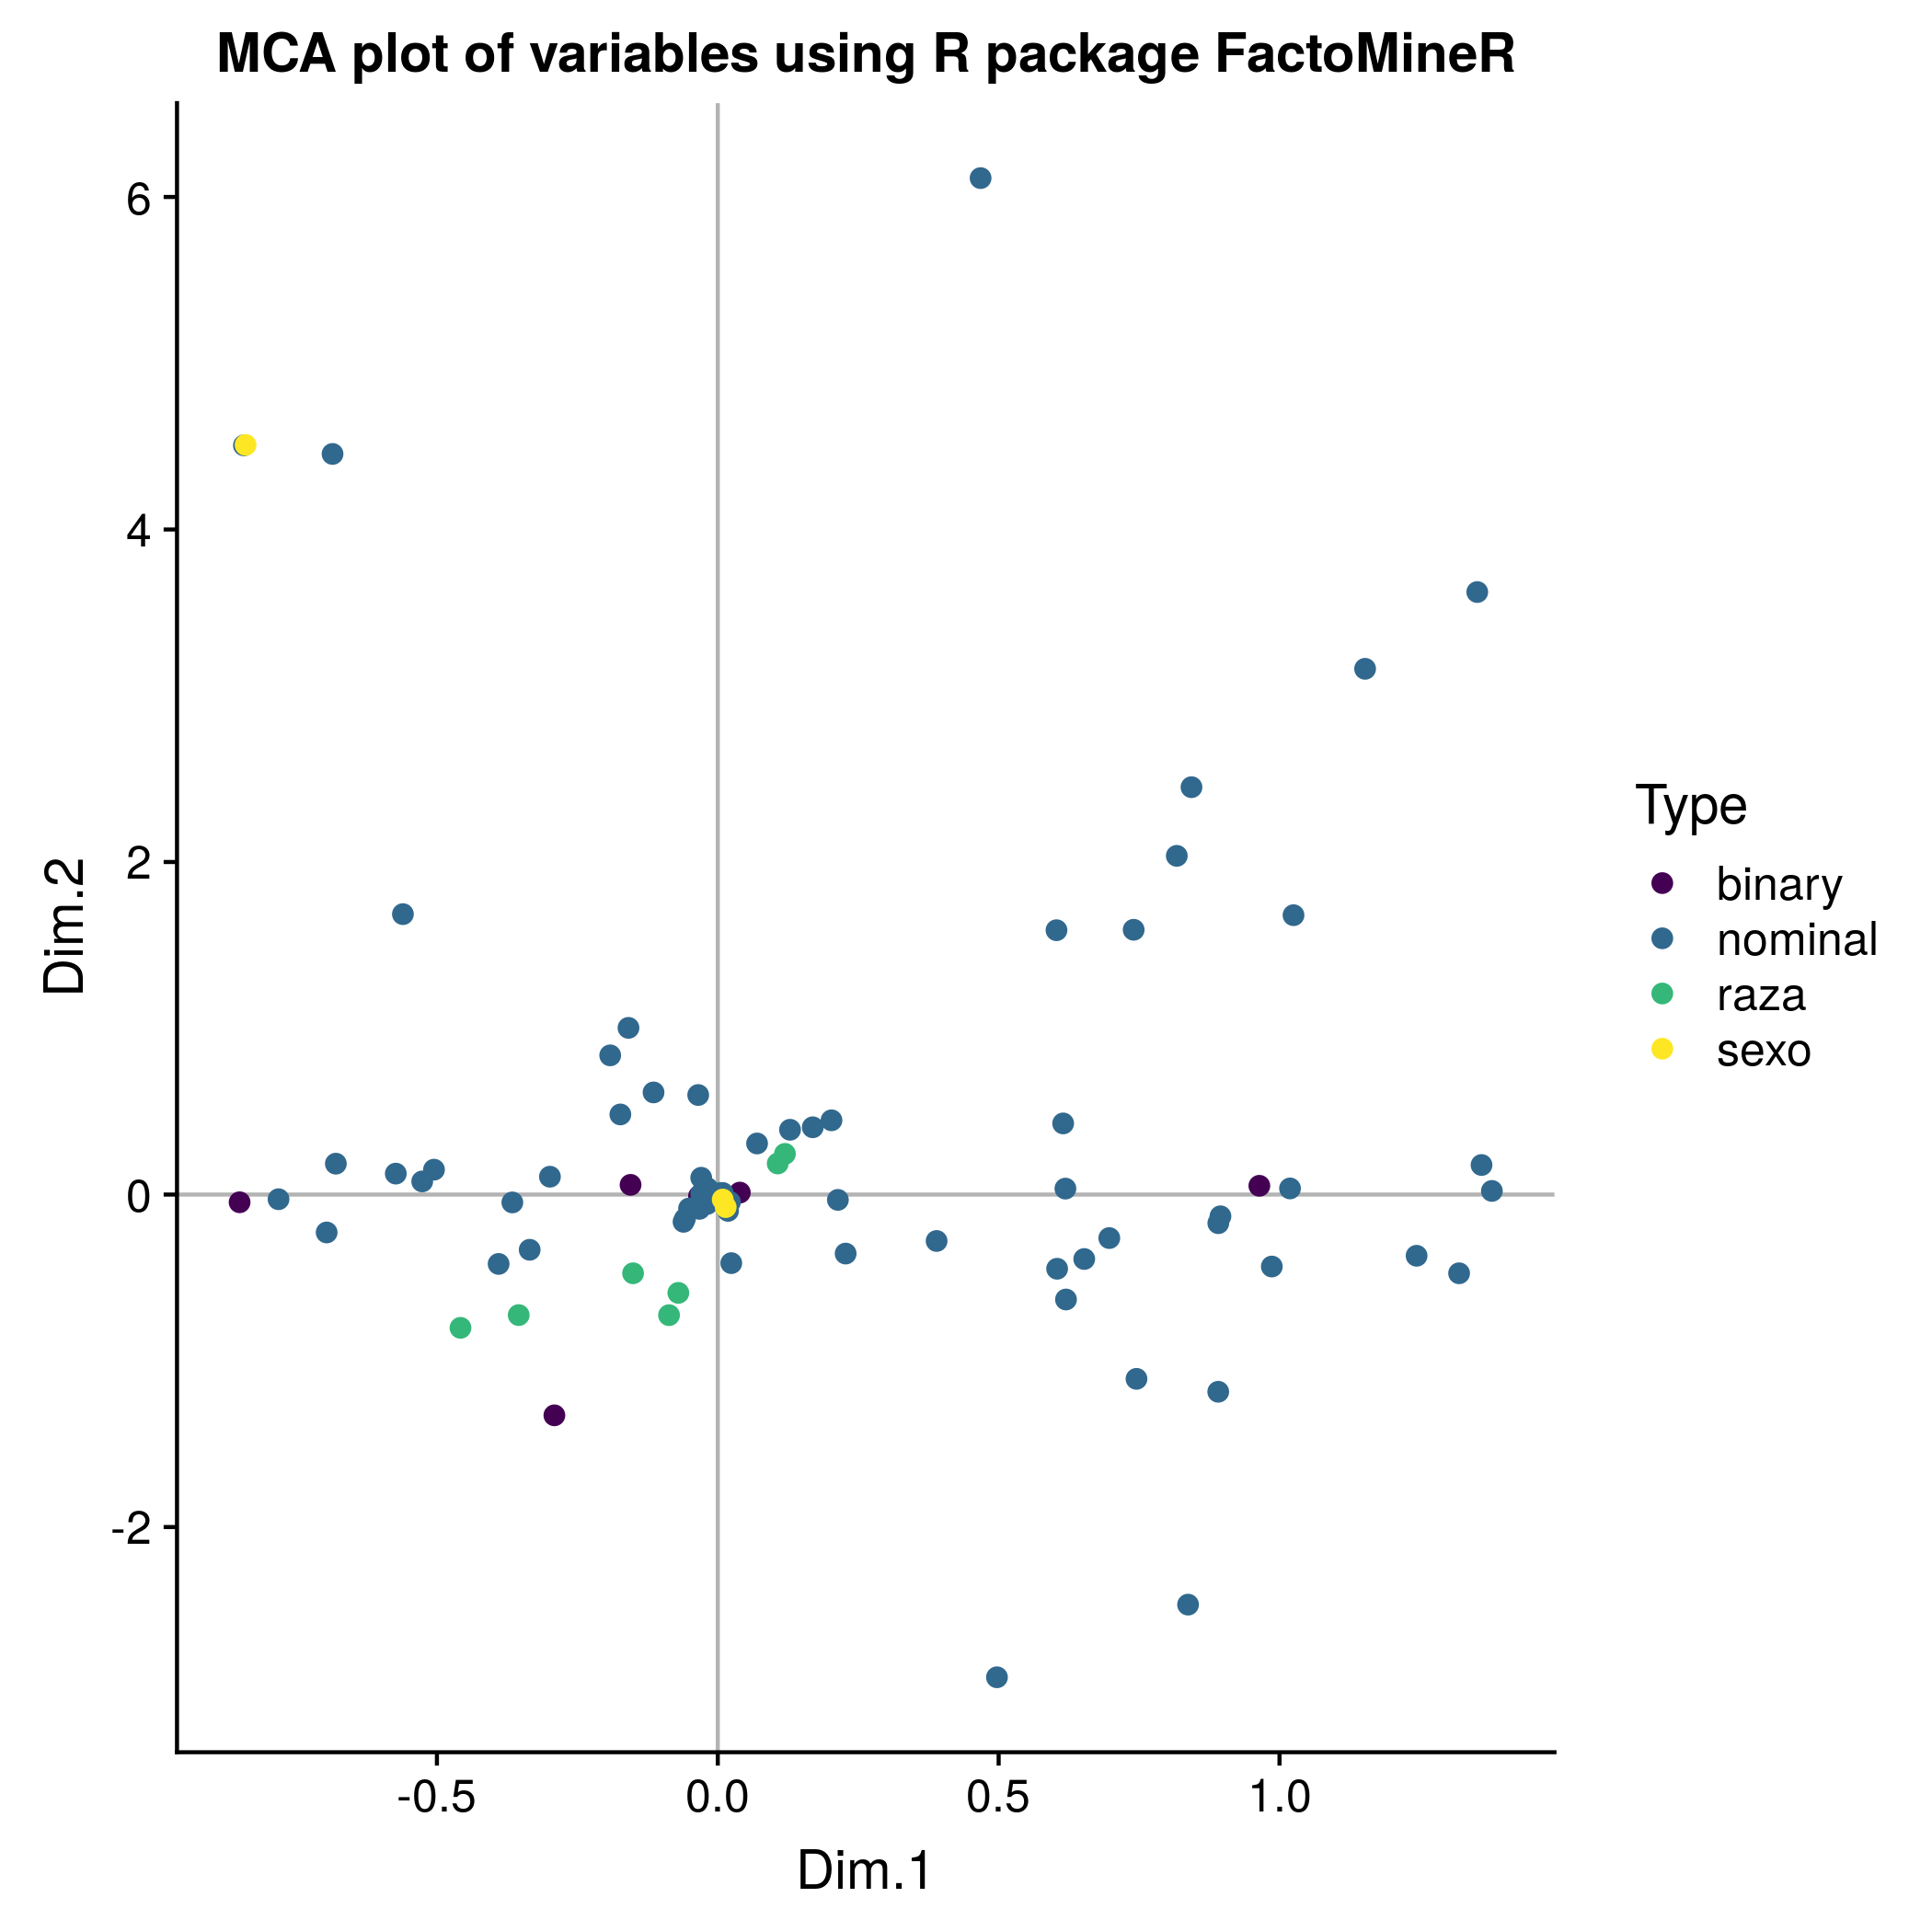 MCA plot of variables using R package FactoMineR
6
4
2
0
-2
Dim.2
-0.5 0.0 0.5 1.0
Dim.1
Type
binary
nominal
raza
sexo